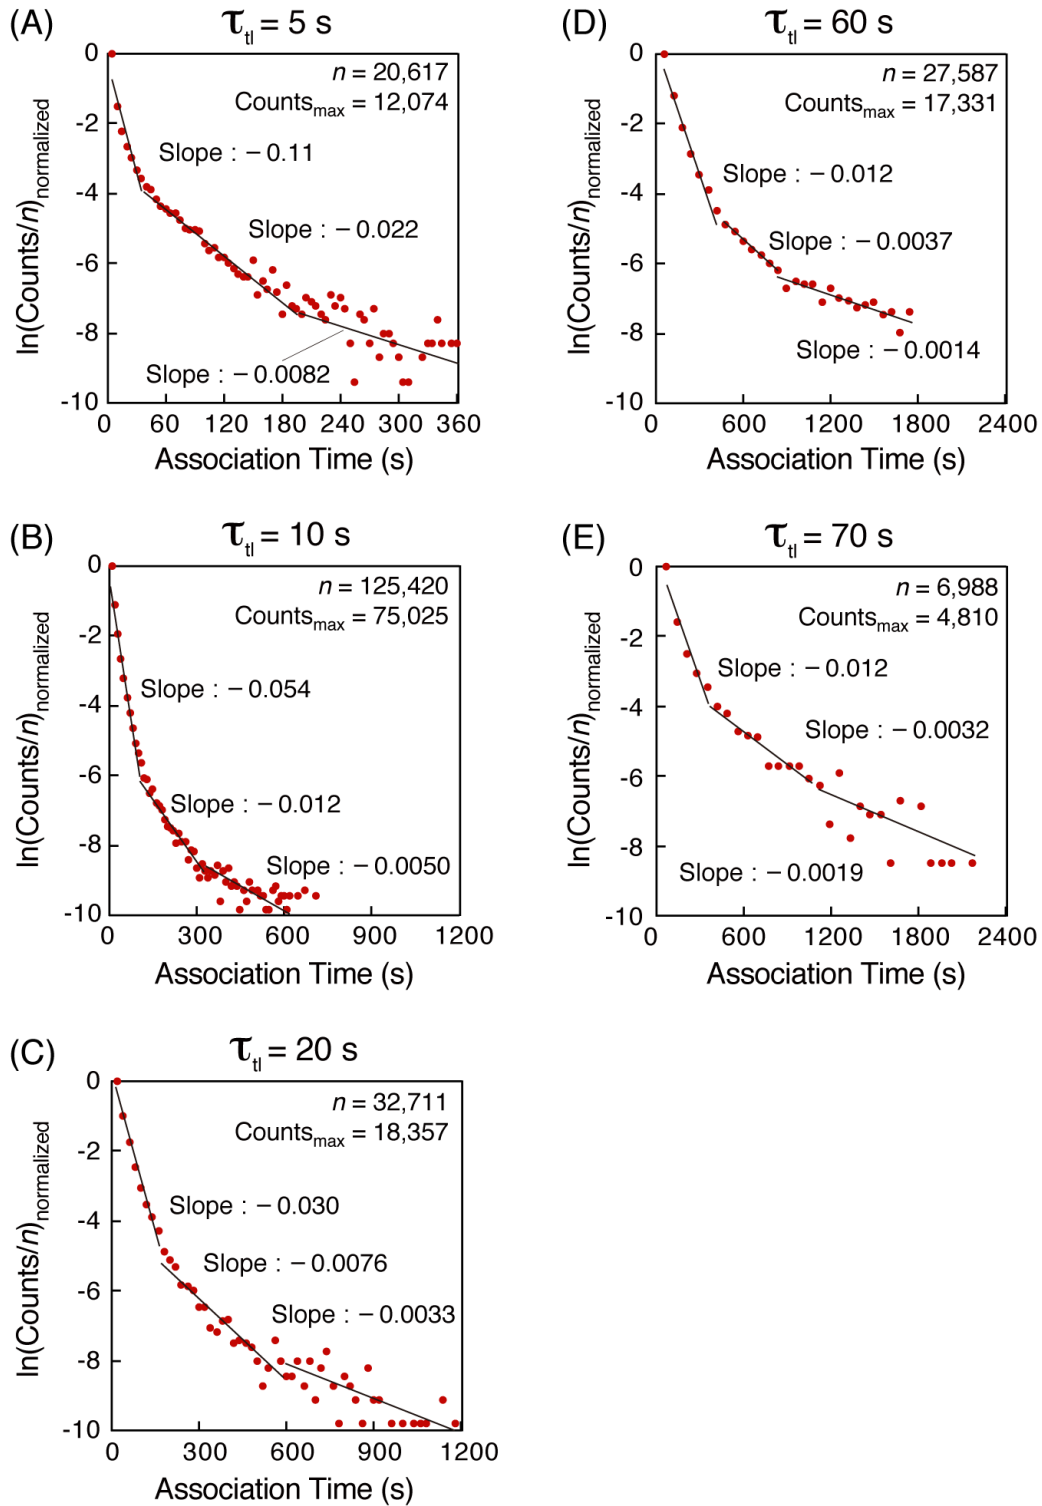 (A) τtl = 5 s
n = 20,617
Countsmax = 12,074
Slope : −0.11
Slope : −0.022
Slope : −0.0082
0
-2
-4
-6
-8
-10
ln(Counts/n)normalized
0 60 120 180 240 300 360
Association Time (s)
(D) τtl = 60 s
n = 27,587
Countsmax = 17,331
Slope : −0.012
Slope : −0.0037
−0.0014
0
-2
-4
-6
-8
-10
ln(Counts/n)normalized
0 600 1200 1800 2400
Association Time (s)
(B) τtl = 10 s
n = 125,420
Countsmax = 75,025
Slope : −0.054
Slope : −0.012
Slope : −0.0050
0
-2
-4
-6
-8
-10
ln(Counts/n)normalized
0 300 600 900 1200
Association Time (s)
(E) τtl = 70 s
n = 6,988
Countsmax = 4,810
Slope : −0.012
Slope : −0.0032
Slope : −0.0019
0
-2
-4
-6
-8
-10
ln(Counts/n)normalized
0 600 1200 1800 2400
Association Time (s)
(C) τtl = 20 s
n = 32,711
Countsmax = 18,357
Slope : −0.030
Slope : −0.0076
Slope : −0.0033
0
-2
-4
-6
-8
-10
ln(Counts/n)normalized
0 300 600 900 1200
Association Time (s)